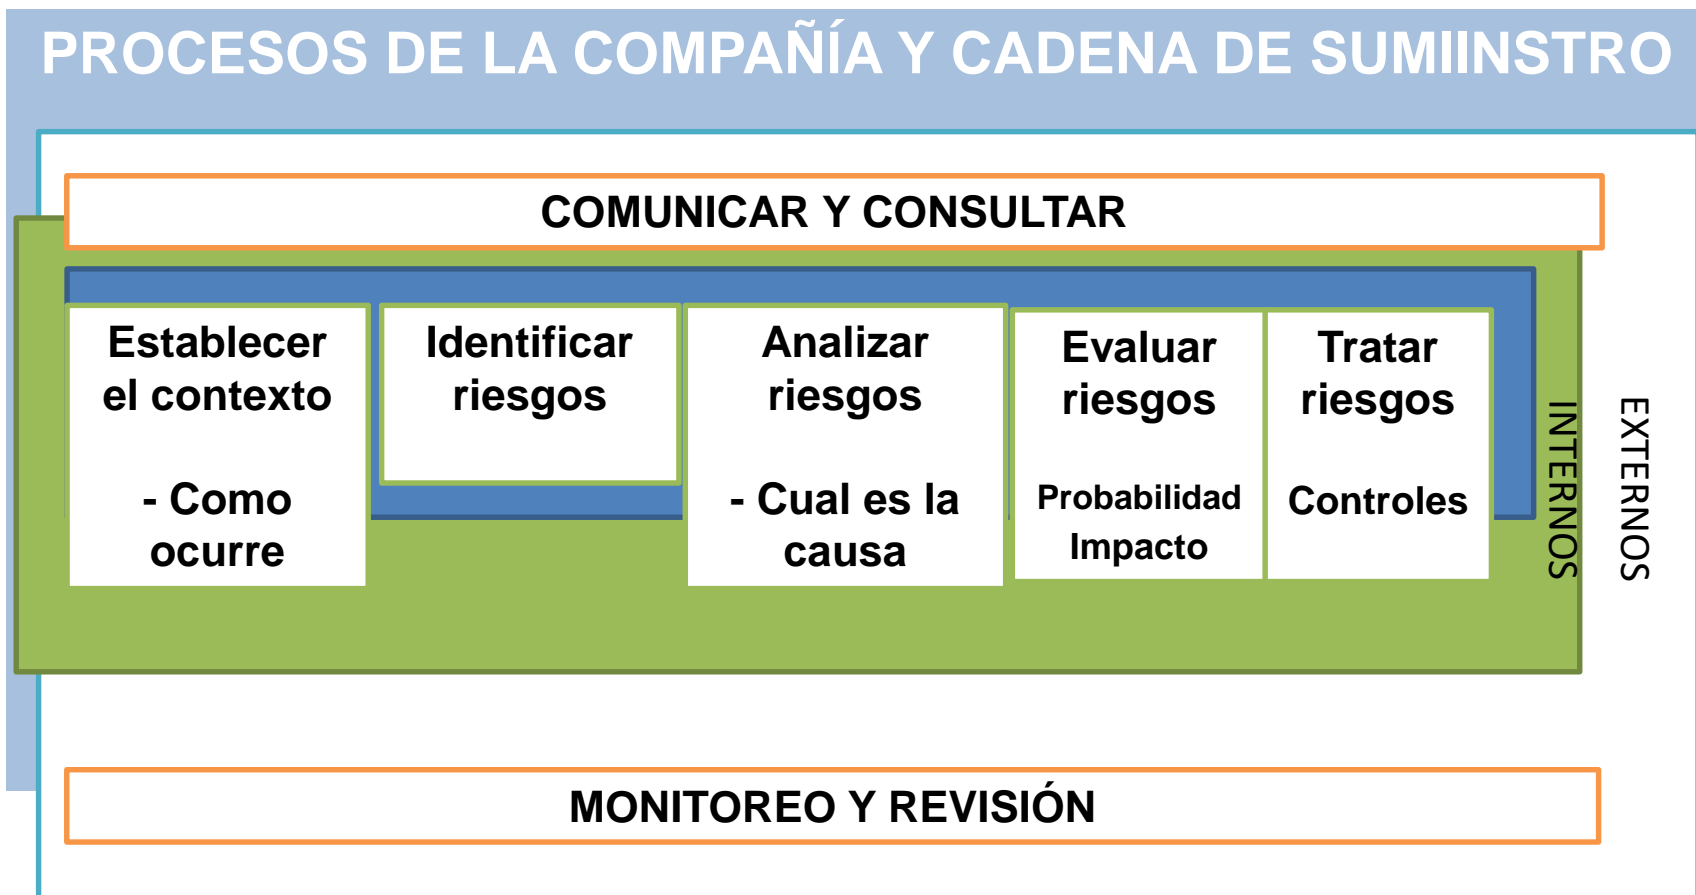 PROCESOS DE LA COMPAÑÍA Y CADENA DE SUMIINSTRO
COMUNICAR Y CONSULTAR
Establecer
el contexto
- Como
ocurre
Identificar
riesgos
Analizar
riesgos
- Cual es la
causa
Evaluar
riesgos
Probabilidad
Impacto
Tratar
riesgos
Controles
INTERNOS
EXTERNOS
MONITOREO Y REVISIÓN